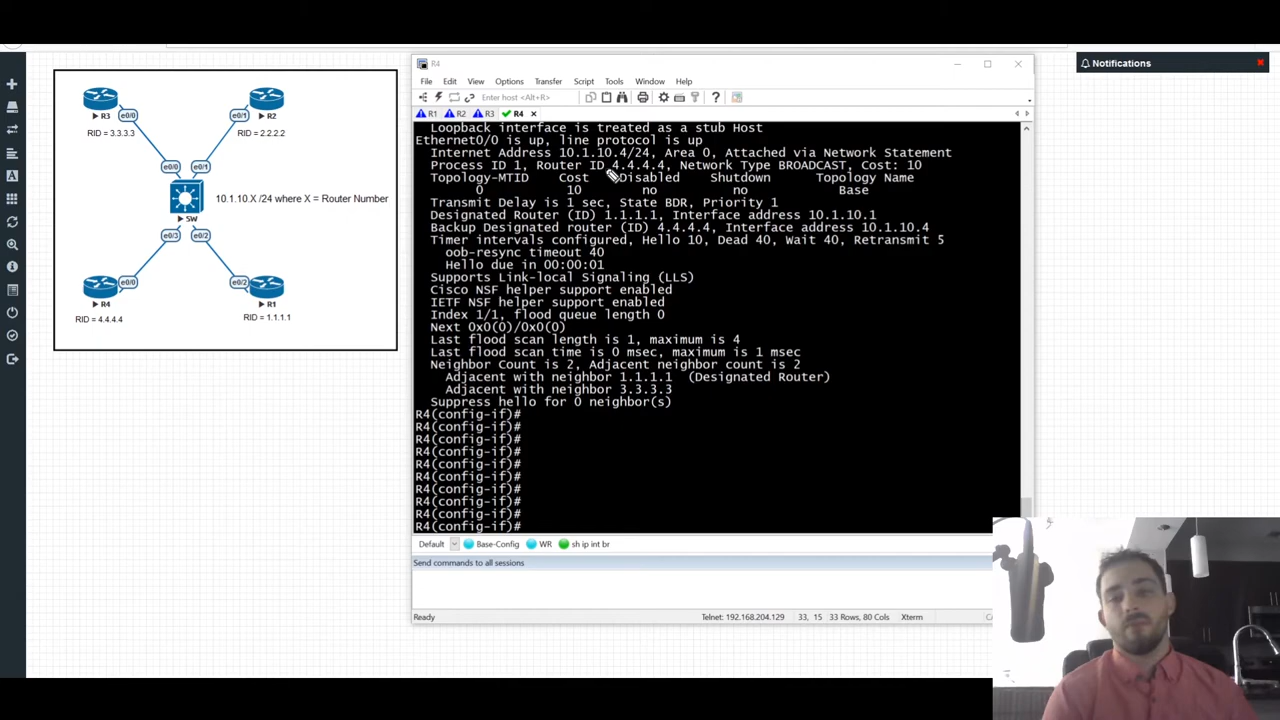 Notifications
R4
File Edit View Options Transfer Script Tools Window Help
Enter host <Alt+R>
R1 R2 R3 R4
Loopback interface is treated as a stub Host
Ethernet0/0 is up, line protocol is up
Internet Address 10.1.10.4/24, Area 0, Attached via Network Statement
Process ID 1, Router ID 4.4.4.4, Network Type BROADCAST, Cost: 10
Topology-MTID Cost Disabled Shutdown Topology Name
0 10 no no Base
Transmit Delay is 1 sec, State BDR, Priority 1
Designated Router (ID) 1.1.1.1, Interface address 10.1.10.1
Backup Designated router (ID) 4.4.4.4, Interface address 10.1.10.4
Timer intervals configured, Hello 10, Dead 40, Wait 40, Retransmit 5
oob-resync timeout 40
Hello due in 00:00:01
Supports Link-local Signaling (LLS)
Cisco NSF helper support enabled
IETF NSF helper support enabled
Index 1/1, flood queue length 0
Next 0x0(0)/0x0(0)
Last flood scan length is 1, maximum is 4
Last flood scan time is 0 msec, maximum is 1 msec
Neighbor Count is 2, Adjacent neighbor count is 2
Adjacent with neighbor 1.1.1.1 (Designated Router)
Adjacent with neighbor 3.3.3.3
Suppress hello for 0 neighbor(s)
R4(config-if)#
R4(config-if)#
R4(config-if)#
R4(config-if)#
R4(config-if)#
R4(config-if)#
R4(config-if)#
R4(config-if)#
R4(config-if)#
R4(config-if)#
Default Base-Config WR sh ip int br
Send commands to all sessions
Ready Telnet: 192.168.204.129 33, 15 33 Rows, 80 Cols Xterm
e0/0 e0/1
R3 R2
RID = 3.3.3.3 RID = 2.2.2.2
e0/0 e0/1
10.1.10.X /24 where X = Router Number
SW
e0/3 e0/2
e0/0 e0/2
R4 R1
RID = 4.4.4.4 RID = 1.1.1.1